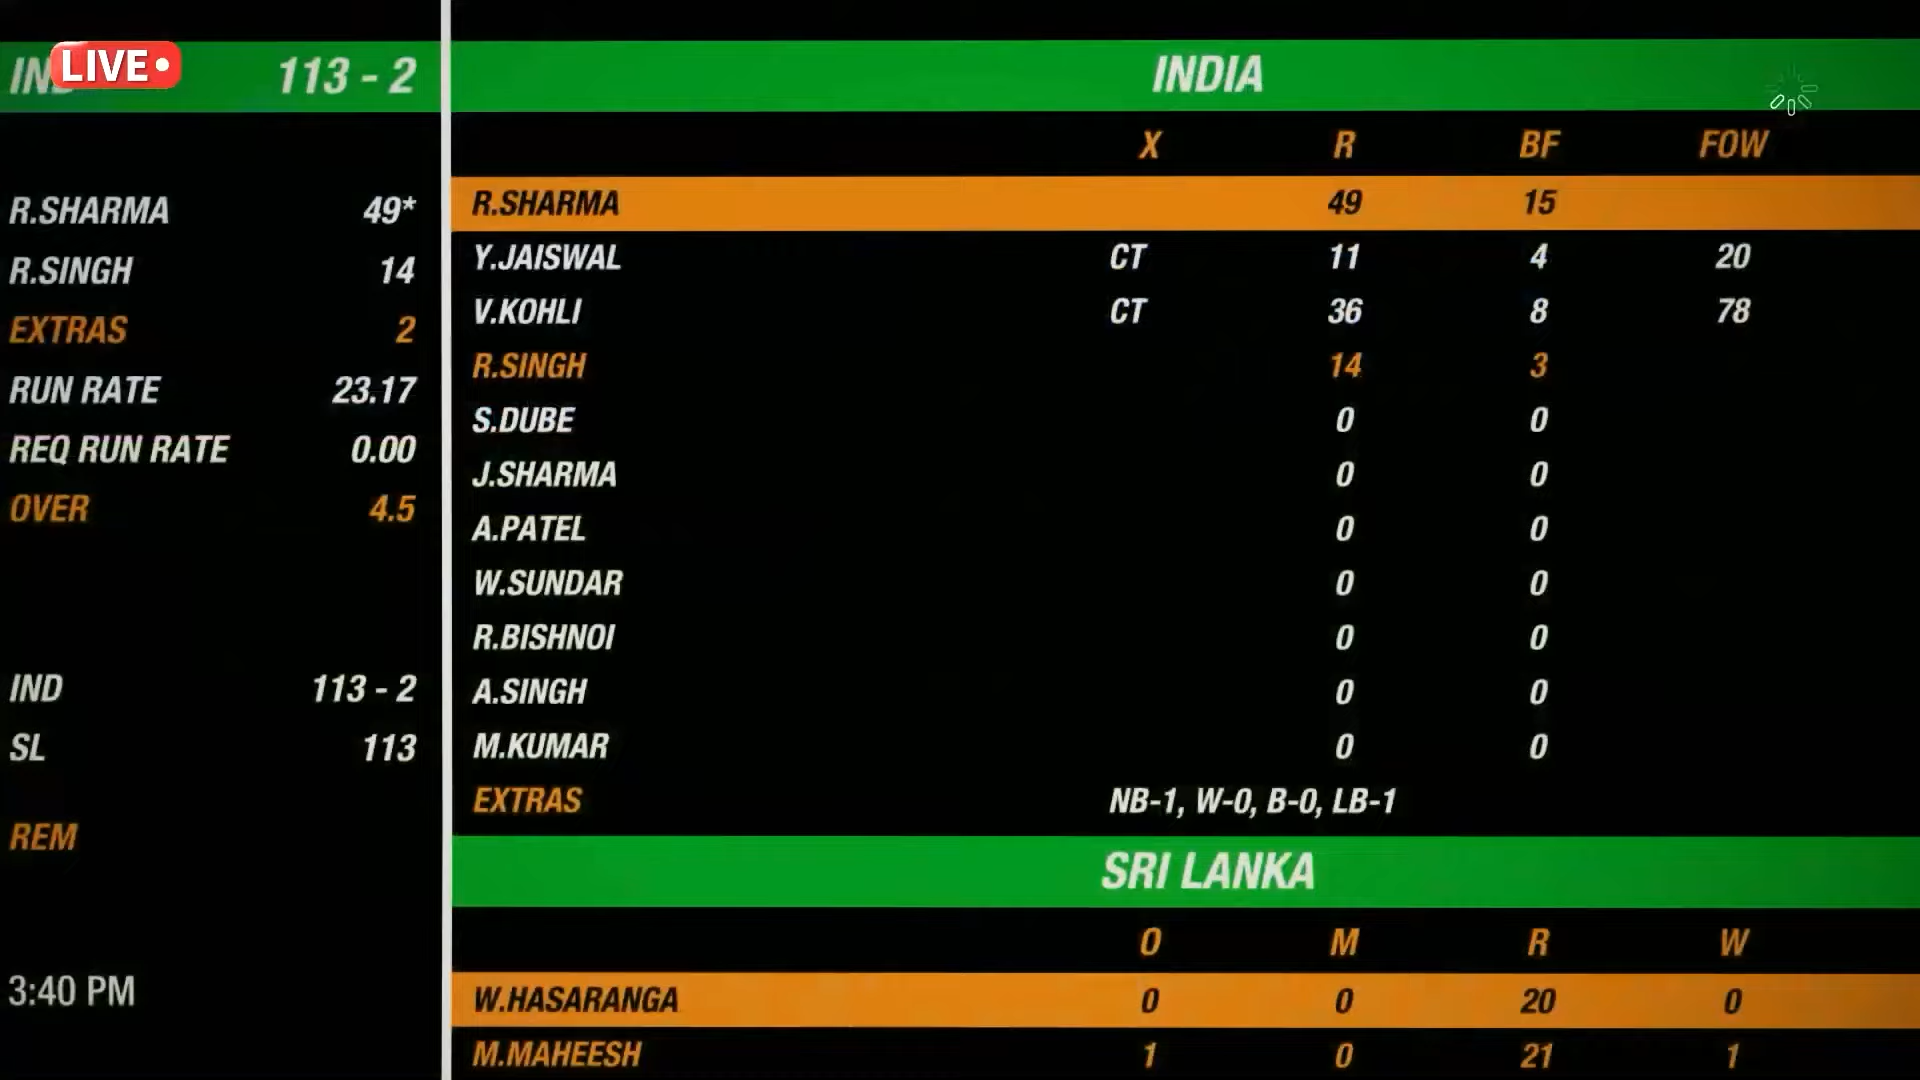 LIVE
IND 113 - 2
R.SHARMA 49*
R.SINGH 14
EXTRAS 2
RUN RATE 23.17
REQ RUN RATE 0.00
OVER 4.5
IND 113 - 2
SL 113
REM
3:40 PM
INDIA
X R BF FOW
R.SHARMA 49 15
Y.JAISWAL CT 11 4 20
V.KOHLI CT 36 8 78
R.SINGH 14 3
S.DUBE 0 0
J.SHARMA 0 0
A.PATEL 0 0
W.SUNDAR 0 0
R.BISHNOI 0 0
A.SINGH 0 0
M.KUMAR 0 0
EXTRAS NB-1, W-0, B-0, LB-1
SRI LANKA
O M R W
W.HASARANGA 0 0 20 0
M.MAHEESH 1 0 21 1